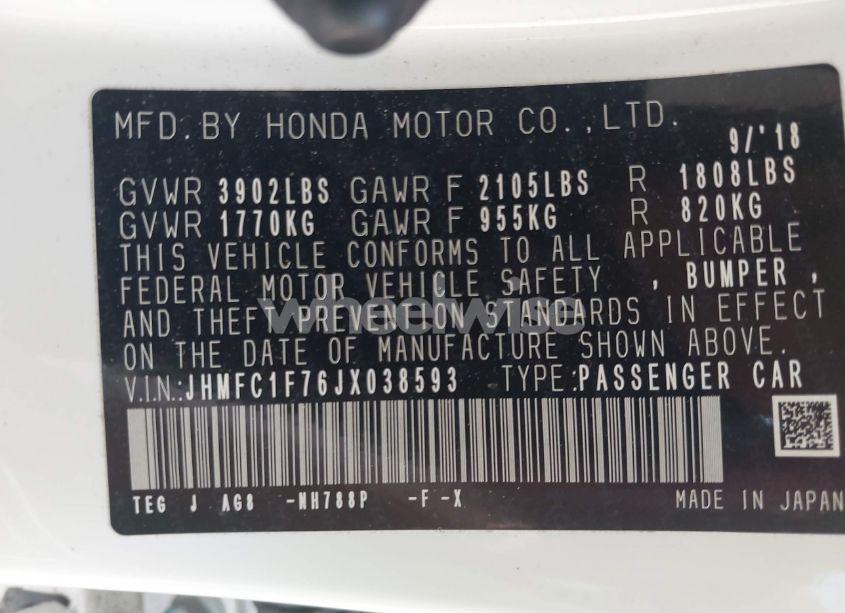 MFD.BY HONDA MOTOR CO.,LTD. 9/'18
GVWR 3902LBS GAWR F 2105LBS R 1808LBS
GVWR 1770KG GAWR F 955KG R 820KG
THIS VEHICLE CONFORMS TO ALL APPLICABLE
FEDERAL MOTOR VEHICLE SAFETY , BUMPER ,
AND THEFT PREVENTION STANDARDS IN EFFECT
wheelwise
ON THE DATE OF MANUFACTURE SHOWN ABOVE.
V.I.N.:JHMFC1F76JX038593 TYPE:PASSENGER CAR
TEG J AG8 -NH788P -F-X MADE IN JAPAN